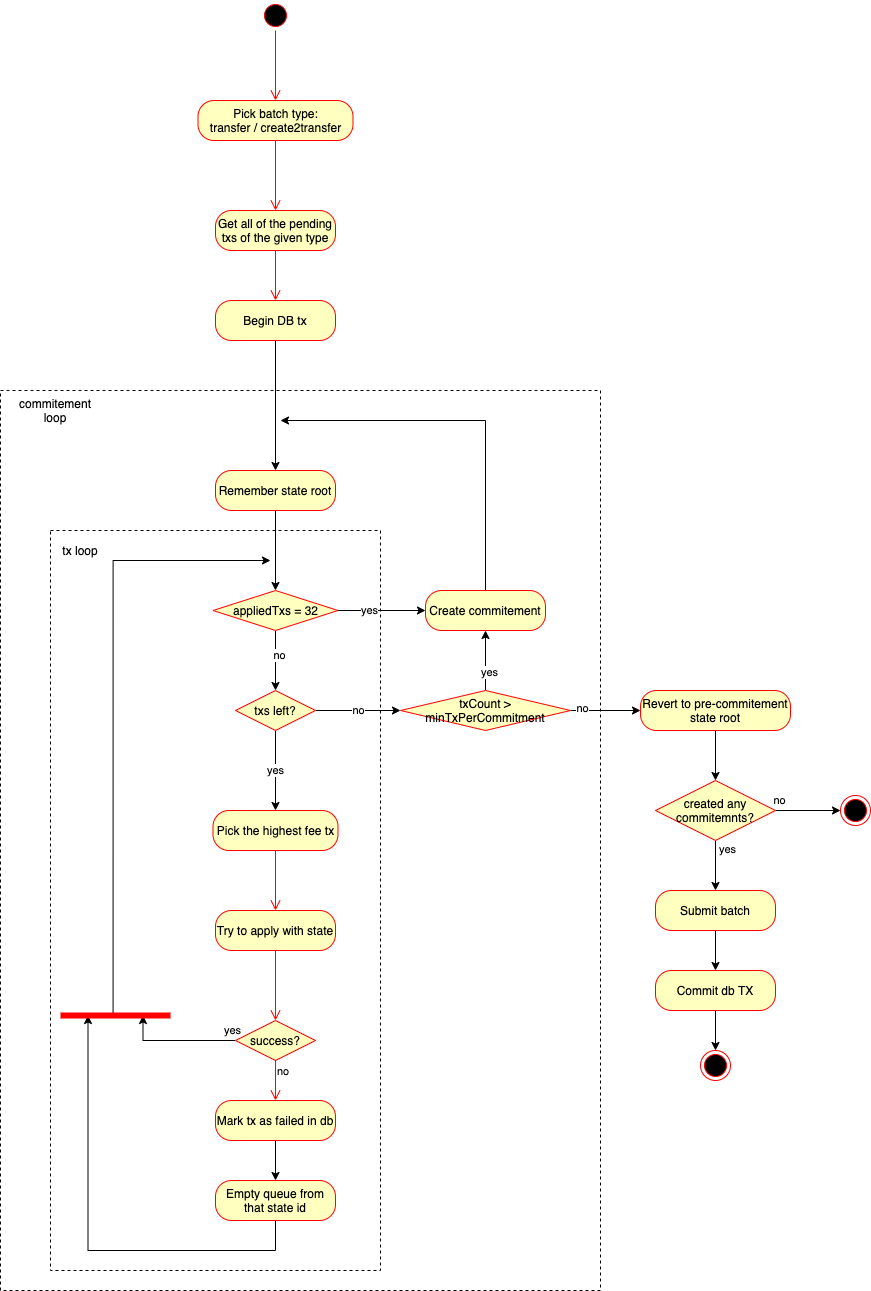 Pick batch type:
transfer / create2transfer
Get all of the pending
txs of the given type
Begin DB tx
commitement
loop
Remember state root
tx loop
appliedTxs = 32
yes
Create commitement
no
yes
txs left?
no
txCount >
minTxPerCommitment
no
Revert to pre-commitement
state root
yes
created any
commitemnts?
no
yes
Pick the highest fee tx
Submit batch
Try to apply with state
Commit db TX
yes
success?
no
Mark tx as failed in db
Empty queue from
that state id